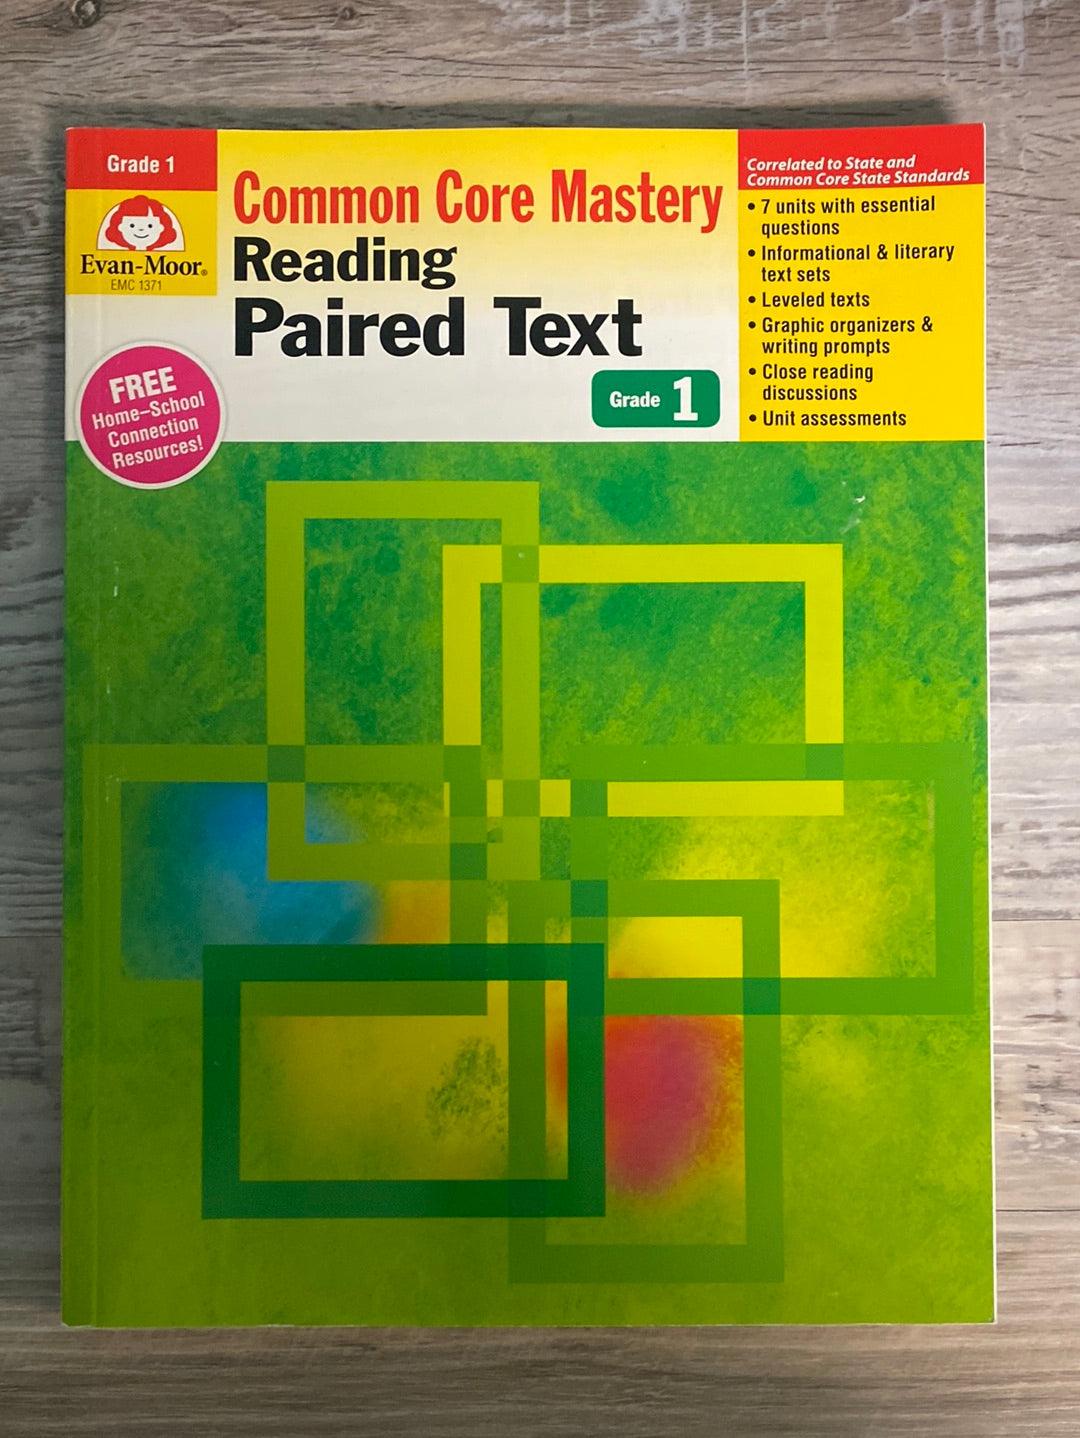 Grade 1
Evan-Moor®
EMC 1371
FREE
Home–School
Connection
Resources!
Common Core Mastery
Reading
Paired Text
Grade 1
Correlated to State and
Common Core State Standards
• 7 units with essential
questions
• Informational & literary
text sets
• Leveled texts
• Graphic organizers &
writing prompts
• Close reading
discussions
• Unit assessments